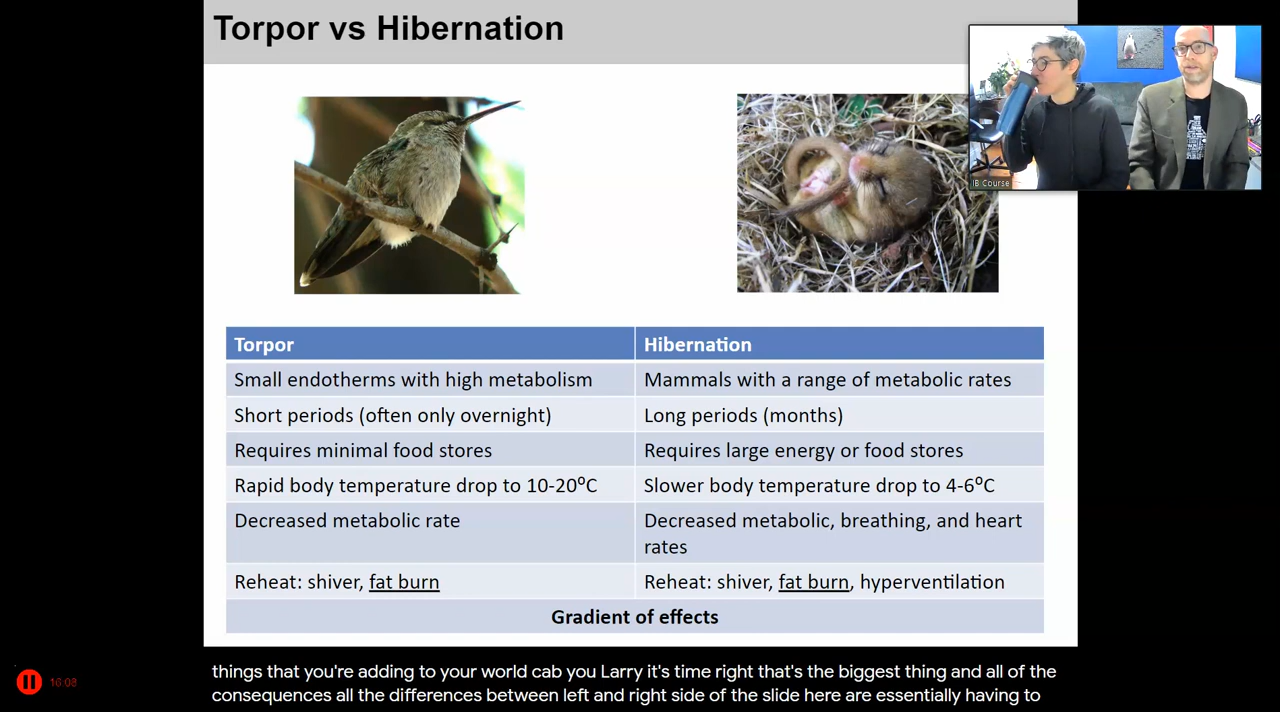 Torpor vs Hibernation
IB Course
Torpor
Hibernation
Small endotherms with high metabolism
Mammals with a range of metabolic rates
Short periods (often only overnight)
Long periods (months)
Requires minimal food stores
Requires large energy or food stores
Rapid body temperature drop to 10-20⁰C
Slower body temperature drop to 4-6⁰C
Decreased metabolic rate
Decreased metabolic, breathing, and heart
rates
Reheat: shiver, fat burn
Reheat: shiver, fat burn, hyperventilation
Gradient of effects
things that you're adding to your world cab you Larry it's time right that's the biggest thing and all of the
16:08
consequences all the differences between left and right side of the slide here are essentially having to